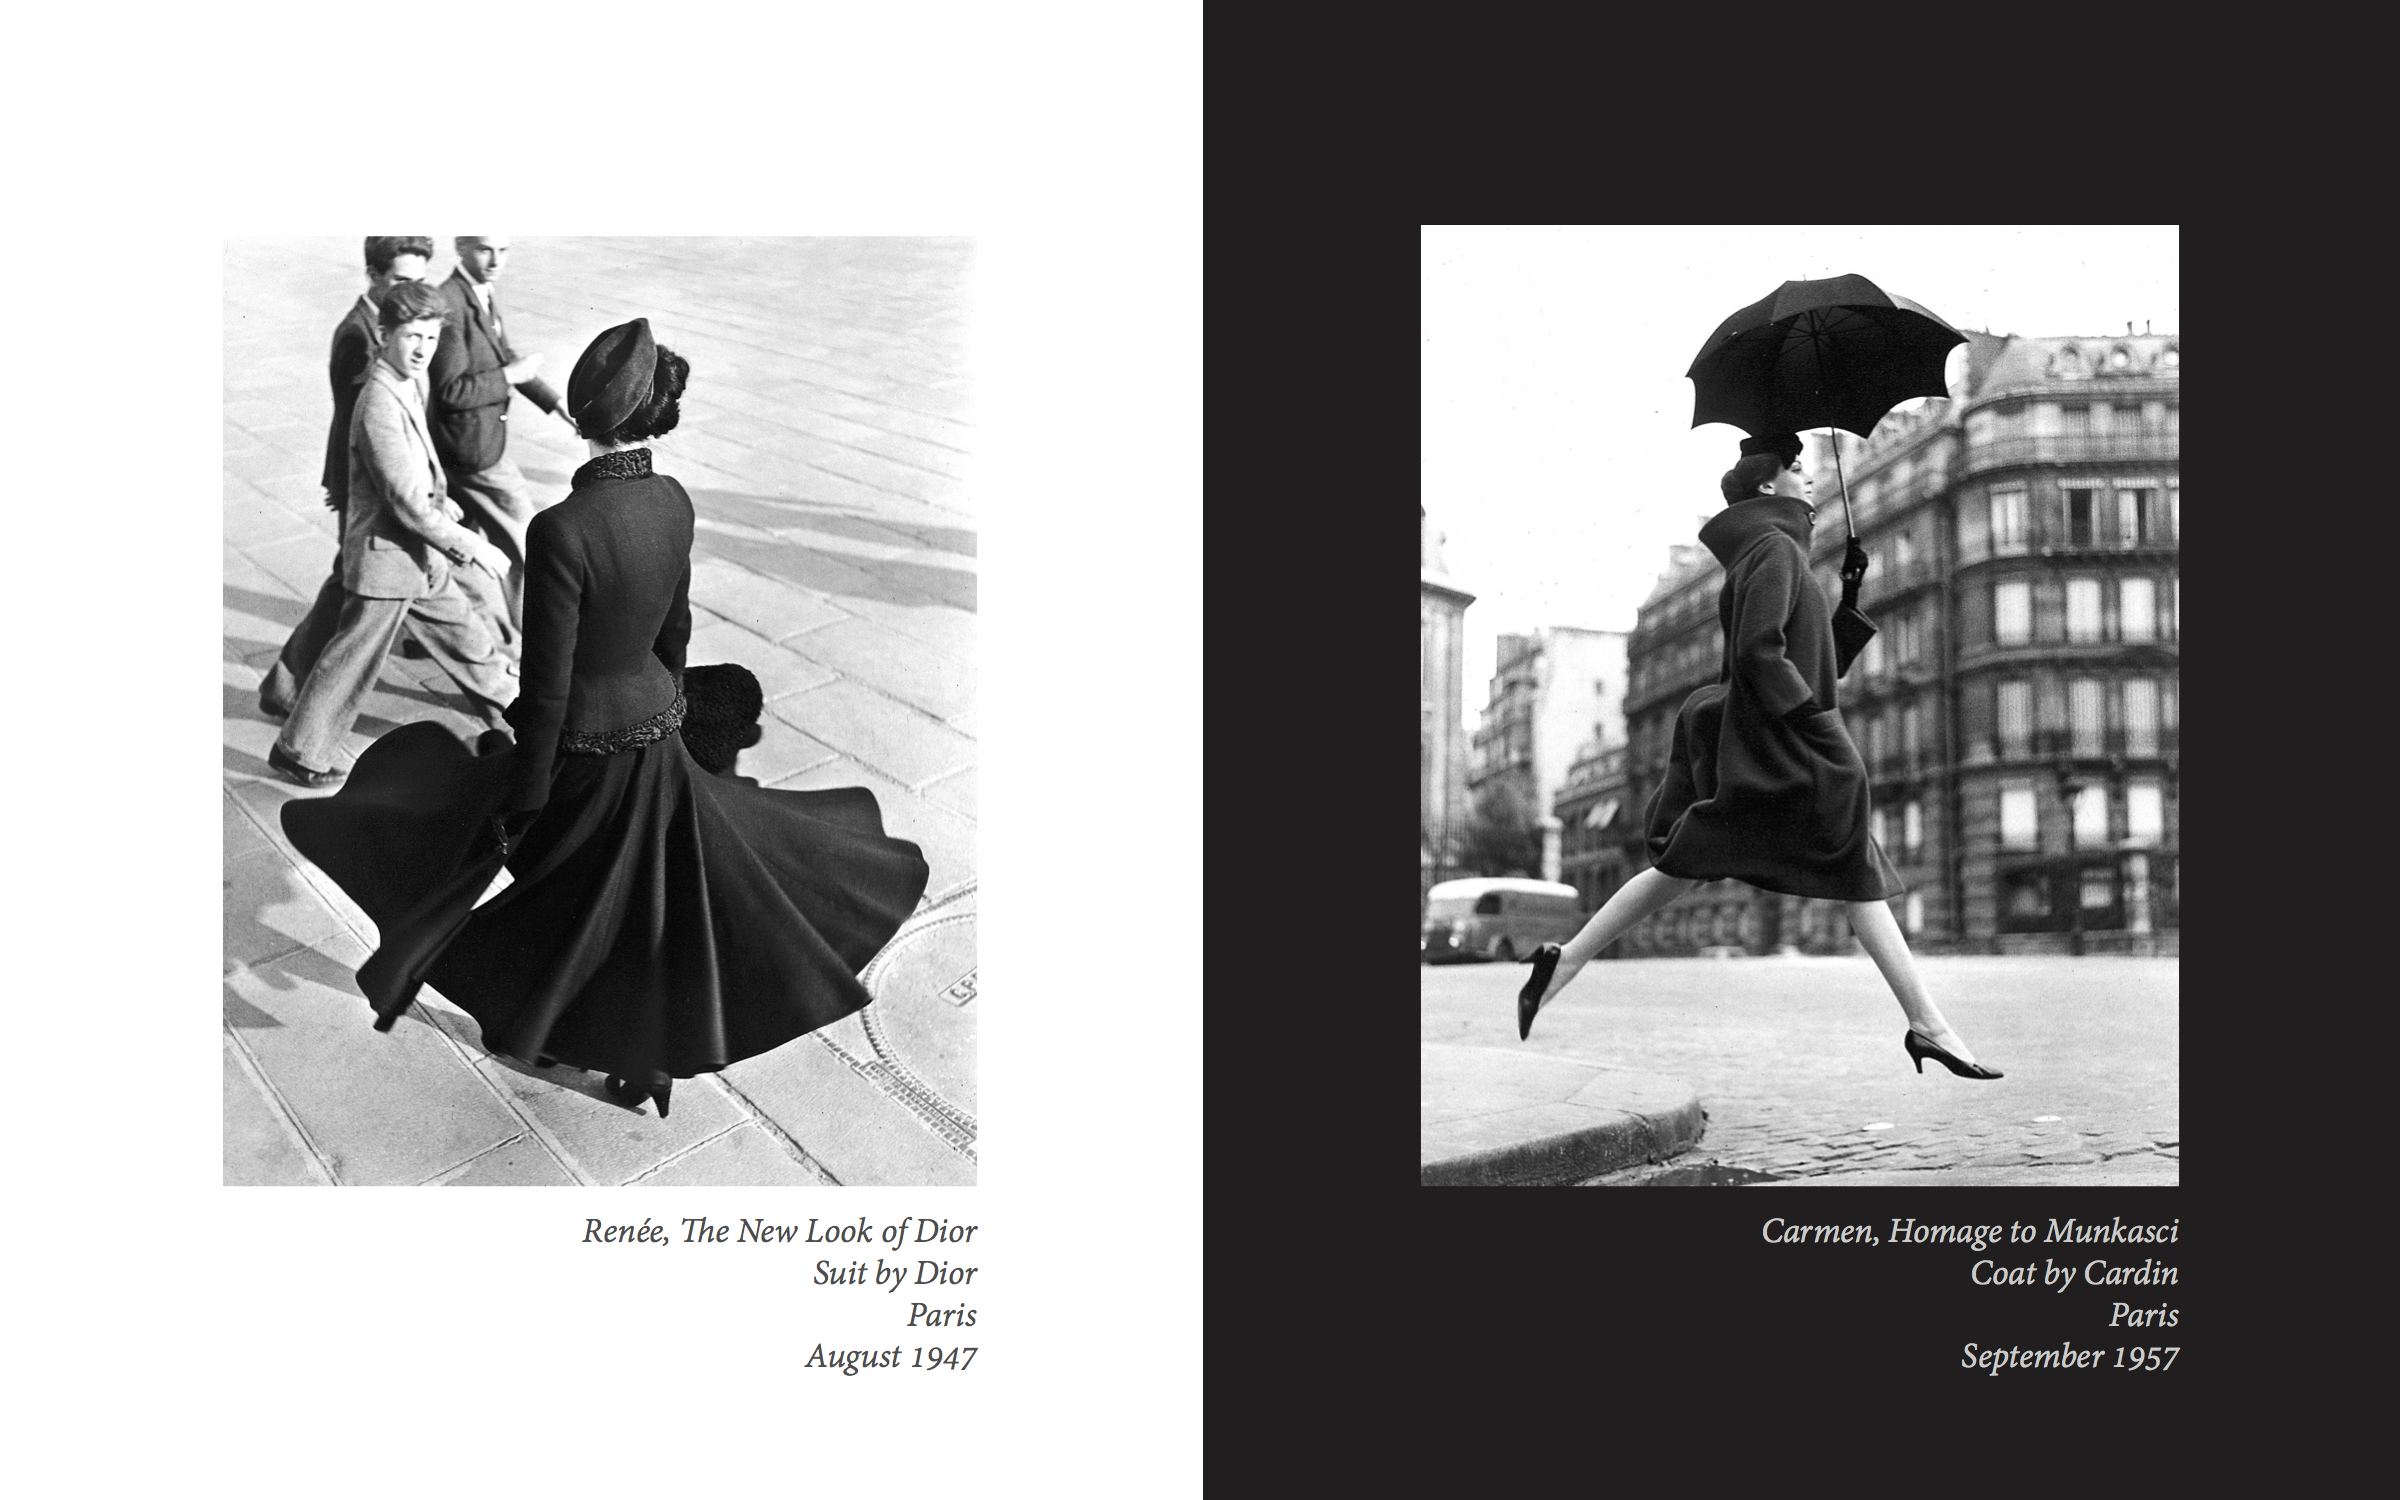 Renée, The New Look of Dior
Suit by Dior
Paris
August 1947
Carmen, Homage to Munkasci
Coat by Cardin
Paris
September 1957